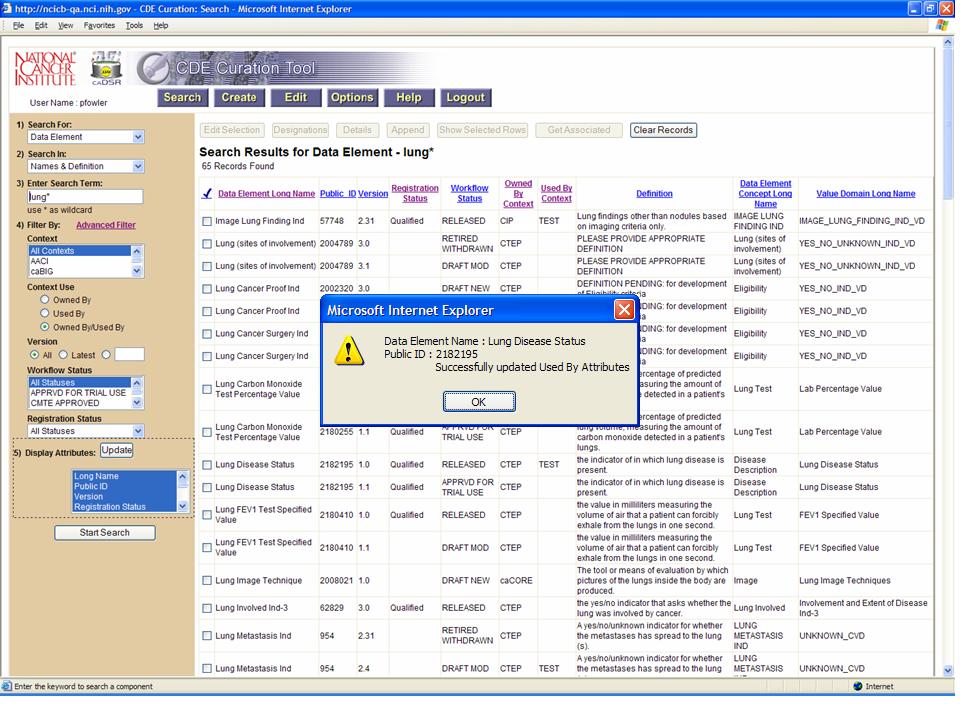 http://ncicb-qa.nci.nih.gov - CDE Curation: Search - Microsoft Internet Explorer
File Edit View Favorites Tools Help
NATIONAL CANCER INSTITUTE
caDSR
CDE Curation Tool
User Name : pfowler
Search Create Edit Options Help Logout
1) Search For:
Data Element
2) Search In:
Names & Definition
3) Enter Search Term:
lung*
use * as wildcard
4) Filter By: Advanced Filter
Context
All Contexts
AACI
caBIG
Context Use
Owned By
Used By
Owned By/Used By
Version
All Latest
Workflow Status
All Statuses
APPRVD FOR TRIAL USE
CMTE APPROVED
Registration Status
All Statuses
5) Display Attributes: Update
Long Name
Public ID
Version
Registration Status
Start Search
Edit Selection Designations Details Append Show Selected Rows Get Associated Clear Records
Search Results for Data Element - lung*
65 Records Found
Data Element Long Name Public_ID Version Registration Status Workflow Status Owned By Context Used By Context Definition Data Element Concept Long Name Value Domain Long Name
Image Lung Finding Ind 57748 2.31 Qualified RELEASED CIP TEST Lung findings other than nodules based on imaging criteria only. IMAGE LUNG FINDING IND IMAGE_LUNG_FINDING_IND_VD
Lung (sites of involvement) 2004789 3.0 RETIRED WITHDRAWN CTEP PLEASE PROVIDE APPROPRIATE DEFINITION Lung (sites of involvement) YES_NO_UNKNOWN_IND_VD
Lung (sites of involvement) 2004789 3.1 DRAFT MOD CTEP PLEASE PROVIDE APPROPRIATE DEFINITION Lung (sites of involvement) YES_NO_UNKNOWN_IND_VD
Lung Cancer Proof Ind 2002320 3.0 DRAFT NEW CTEP DEFINITION PENDING: for development of Eligibility criteria Eligibility YES_NO_IND_VD
Lung Cancer Proof Ind NDING: for development Eligibility YES_NO_IND_VD
Lung Cancer Surgery Ind NDING: for development Eligibility YES_NO_IND_VD
Lung Cancer Surgery Ind NDING: for development Eligibility YES_NO_IND_VD
Lung Carbon Monoxide Test Percentage Value ercentage of predicted asuring the amount of detected in a patient's Lung Test Lab Percentage Value
Lung Carbon Monoxide Test Percentage Value 2180255 1.1 Qualified APPRVD FOR TRIAL USE CTEP ercentage of predicted lung volume, measuring the amount of carbon monoxide detected in a patient's lungs. Lung Test Lab Percentage Value
Lung Disease Status 2182195 1.0 Qualified RELEASED CTEP TEST the indicator of in which lung disease is present. Disease Description Lung Disease Status
Lung Disease Status 2182195 1.1 Qualified APPRVD FOR TRIAL USE CTEP the indicator of in which lung disease is present. Disease Description Lung Disease Status
Lung FEV1 Test Specified Value 2180410 1.0 Qualified RELEASED CTEP the value in milliliters measuring the volume of air that a patient can forcibly exhale from the lungs in one second. Lung Test FEV1 Specified Value
Lung FEV1 Test Specified Value 2180410 1.1 DRAFT MOD CTEP the value in milliliters measuring the volume of air that a patient can forcibly exhale from the lungs in one second. Lung Test FEV1 Specified Value
Lung Image Technique 2008021 1.0 DRAFT NEW caCORE The tool or means of evaluation by which pictures of the lungs inside the body are produced. Image Lung Image Techniques
Lung Involved Ind-3 62829 3.0 Qualified RELEASED CTEP the yes/no indicator that asks whether the lung was involved by cancer. Lung Involved Involvement and Extent of Disease Ind-3
Lung Metastasis Ind 954 2.31 RETIRED WITHDRAWN CTEP A yes/no/unknown indicator for whether the metastases has spread to the lung (s). LUNG METASTASIS IND UNKNOWN_CVD
Lung Metastasis Ind 954 2.4 DRAFT MOD CTEP TEST A yes/no/unknown indicator for whether the metastases has spread to the lung LUNG METASTASIS UNKNOWN_CVD
Microsoft Internet Explorer
Data Element Name : Lung Disease Status
Public ID : 2182195
Successfully updated Used By Attributes
OK
Enter the keyword to search a component
Internet